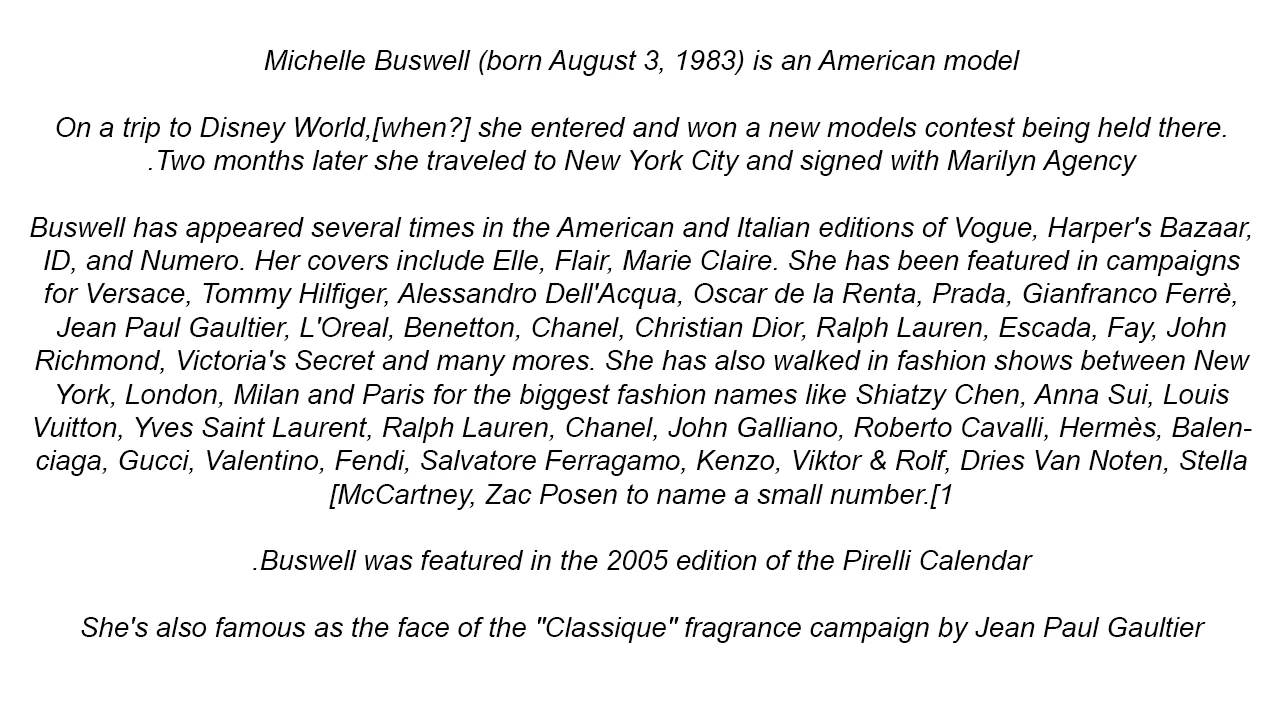 Michelle Buswell (born August 3, 1983) is an American model
On a trip to Disney World,[when?] she entered and won a new models contest being held there.
.Two months later she traveled to New York City and signed with Marilyn Agency
Buswell has appeared several times in the American and Italian editions of Vogue, Harper's Bazaar,
ID, and Numero. Her covers include Elle, Flair, Marie Claire. She has been featured in campaigns
for Versace, Tommy Hilfiger, Alessandro Dell'Acqua, Oscar de la Renta, Prada, Gianfranco Ferrè,
Jean Paul Gaultier, L'Oreal, Benetton, Chanel, Christian Dior, Ralph Lauren, Escada, Fay, John
Richmond, Victoria's Secret and many mores. She has also walked in fashion shows between New
York, London, Milan and Paris for the biggest fashion names like Shiatzy Chen, Anna Sui, Louis
Vuitton, Yves Saint Laurent, Ralph Lauren, Chanel, John Galliano, Roberto Cavalli, Hermès, Balen-
ciaga, Gucci, Valentino, Fendi, Salvatore Ferragamo, Kenzo, Viktor & Rolf, Dries Van Noten, Stella
[McCartney, Zac Posen to name a small number.[1
.Buswell was featured in the 2005 edition of the Pirelli Calendar
She's also famous as the face of the "Classique" fragrance campaign by Jean Paul Gaultier